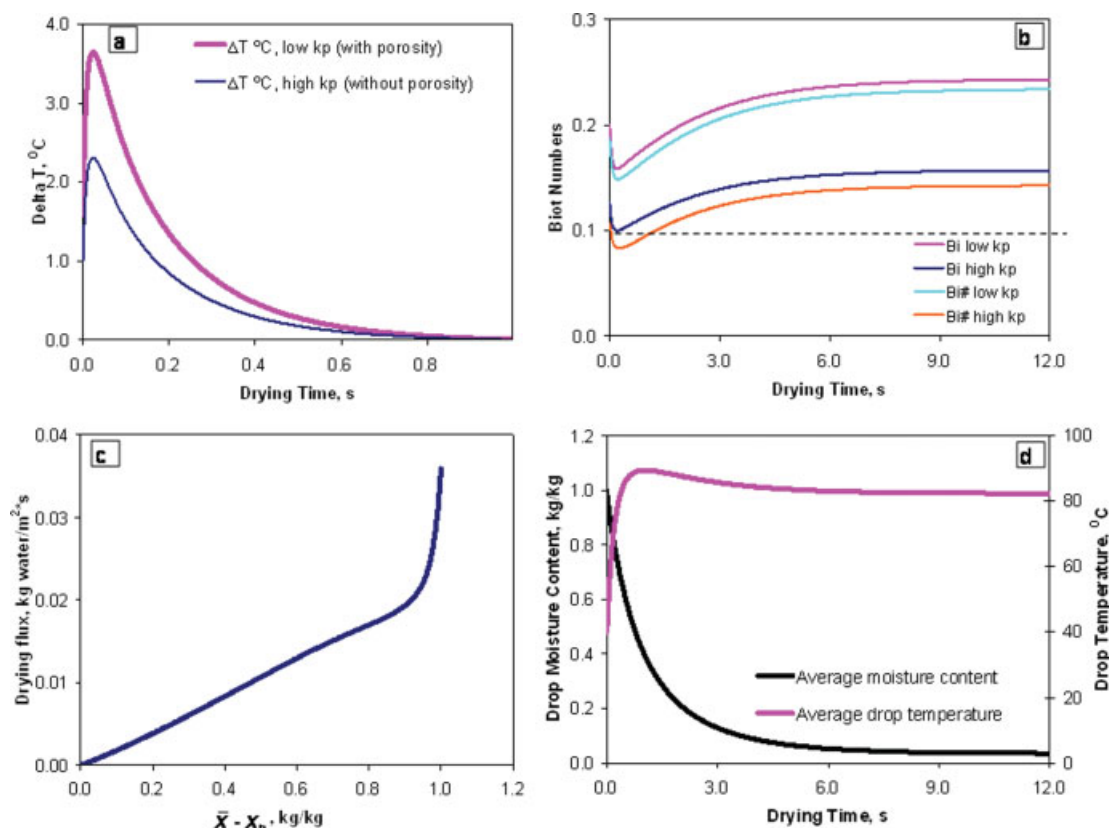 a
4.0
3.0
2.0
1.0
0.0
Delta T, °C
ΔT °C, low kp (with porosity)
ΔT °C, high kp (without porosity)
0.0 0.2 0.4 0.6 0.8
Drying Time, s
b
0.3
0.2
0.1
0.0
Biot Numbers
Bi low kp
Bi high kp
Bi# low kp
Bi# high kp
0.0 3.0 6.0 9.0 12.0
Drying Time, s
c
0.04
0.03
0.02
0.01
0.00
Drying flux, kg water/m²*s
0.0 0.2 0.4 0.6 0.8 1.0 1.2
X̄ - X_b, kg/kg
d
1.2
1.0
0.8
0.6
0.4
0.2
0.0
Drop Moisture Content, kg/kg
Average moisture content
Average drop temperature
100
80
60
40
20
0
Drop Temperature, °C
0.0 3.0 6.0 9.0 12.0
Drying Time, s